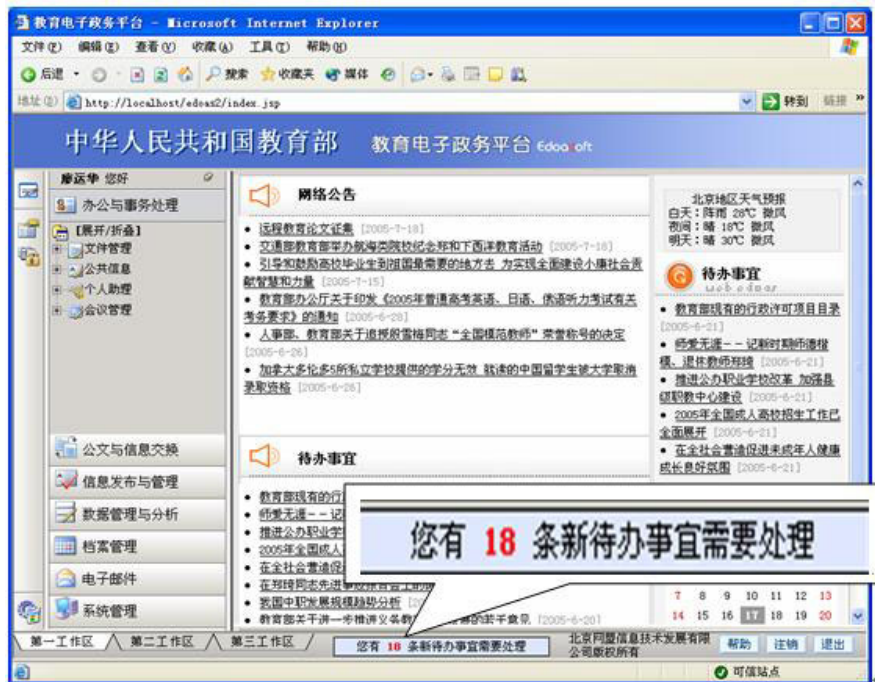 教育电子政务平台 - Microsoft Internet Explorer
文件(F) 编辑(E) 查看(V) 收藏(A) 工具(T) 帮助(H)
后退 搜索 收藏夹 媒体
地址(D) http://localhost/edoas2/index.jsp 转到 链接 »
中华人民共和国教育部 教育电子政务平台
廖运华 您好
办公与事务处理
【展开/折叠】
文件管理
公共信息
个人助理
会议管理
公文与信息交换
信息发布与管理
数据管理与分析
档案管理
电子邮件
系统管理
网络公告
• 远程教育论文征集 [2005-7-18]
• 交通部教育部举办航海类院校纪念郑和下西洋教育活动 [2005-7-18]
• 引导和鼓励高校毕业生到祖国最需要的地方去 为实现全面建设小康社会贡
献智慧和力量 [2005-7-15]
• 教育部办公厅关于印发《2005年普通高考英语、日语、俄语听力考试有关
考务要求》的通知 [2005-6-28]
• 人事部、教育部关于追授殷雪梅同志“全国模范教师”荣誉称号的决定
[2005-6-26]
• 加拿大多伦多5所私立学校提供的学分无效 就读的中国留学生被大学取消
录取资格 [2005-6-26]
待办事宜
• 教育部现有的行
• 师爱无涯--记
• 推进公办职业学
• 2005年全国成人
• 在全社会营造促
• 在郑琦同志先进事
• 我国中职发展规模趋势分析
• 教育部关于进一步推进义务教 的若干意见 [2005-6-20]
北京地区天气预报
白天：阵雨 28℃ 微风
夜间：晴 18℃ 微风
明天：晴 30℃ 微风
待办事宜
• 教育部现有的行政许可项目目录
[2005-6-21]
• 师爱无涯--记新时期师德楷
模、退休教师郑琦 [2005-6-21]
• 推进公办职业学校改革 加强县
级职教中心建设 [2005-6-21]
• 2005年全国成人高校招生工作已
全面展开 [2005-6-21]
• 在全社会营造促进未成年人健康
成长良好氛围 [2005-6-21]
您有 18 条新待办事宜需要处理
7 8 9 10 11 12 13
14 15 16 17 18 19 20
第一工作区 第二工作区 第三工作区 您有 18 条新待办事宜需要处理 北京同盟信息技术发展有限
公司版权所有 帮助 注销 退出
可信站点